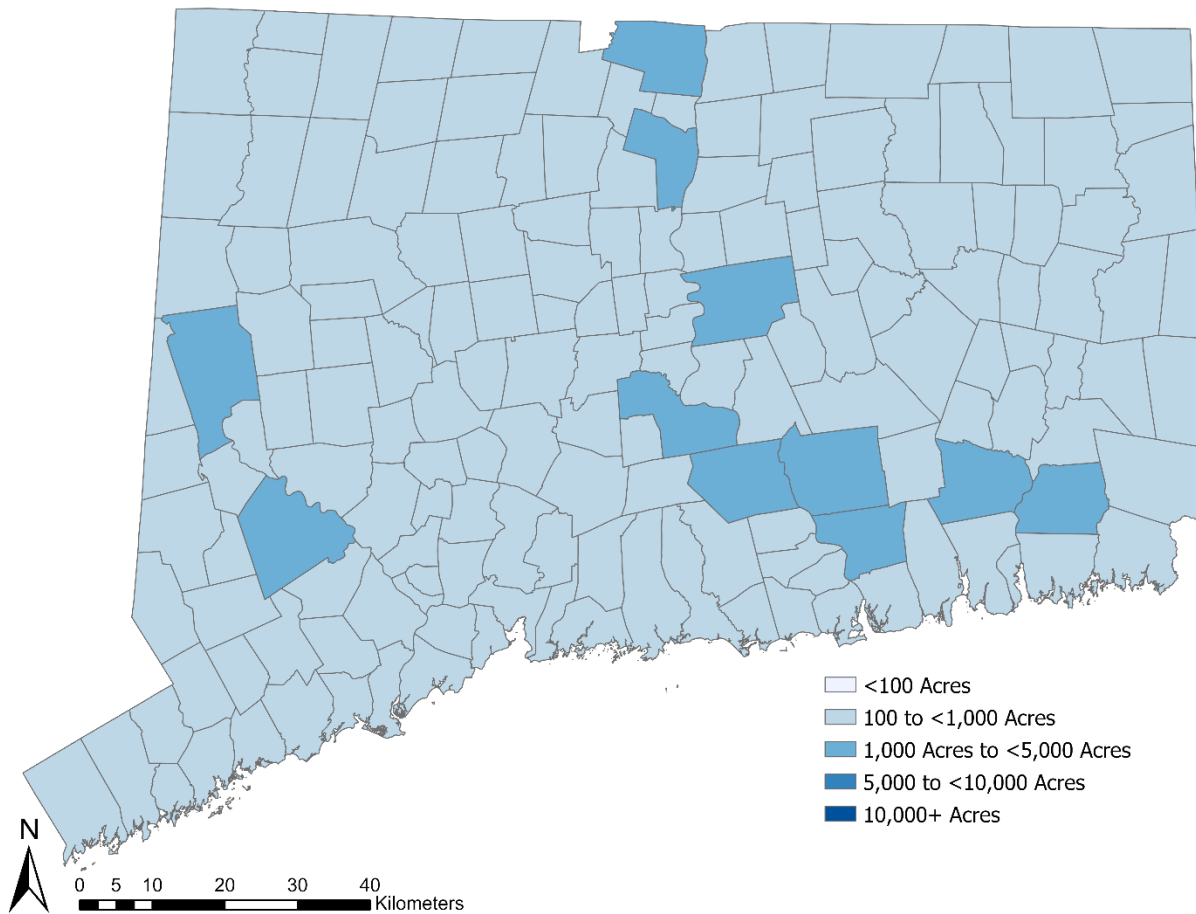 <100 Acres
100 to <1,000 Acres
1,000 Acres to <5,000 Acres
5,000 to <10,000 Acres
10,000+ Acres
N
0 5 10 20 30 40
Kilometers